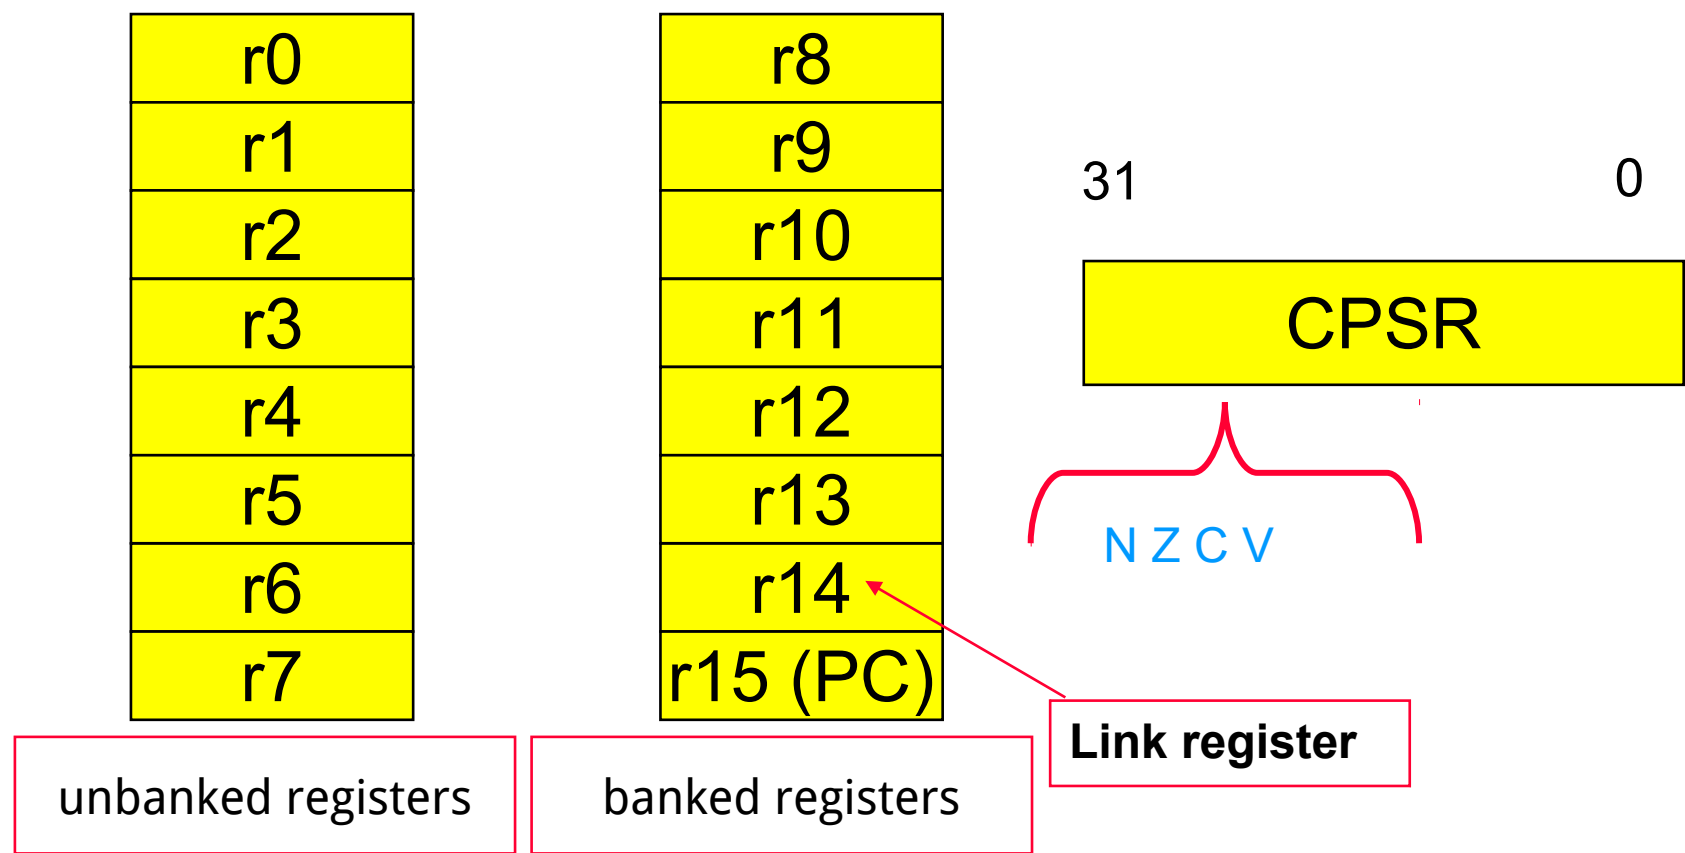 r0
r1
r2
r3
r4
r5
r6
r7
unbanked registers
r8
r9
r10
r11
r12
r13
r14
r15 (PC)
banked registers
31 0
CPSR
N Z C V
Link register